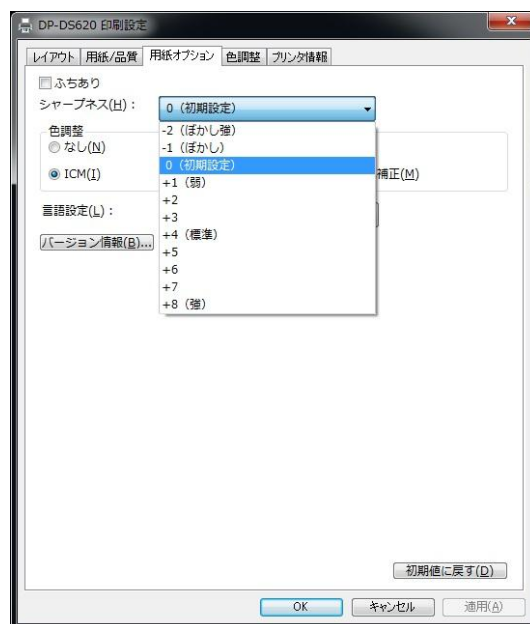 DP-DS620 印刷設定
レイアウト 用紙/品質 用紙オプション 色調整 プリンタ情報
ふちあり
シャープネス(H)： 0（初期設定）
-2（ぼかし強）
-1（ぼかし）
0（初期設定）
+1（弱）
+2
+3
+4（標準）
+5
+6
+7
+8（強）
色調整
なし(N)
ICM(I) 補正(M)
言語設定(L)：
バージョン情報(B)...
初期値に戻す(D)
OK キャンセル 適用(A)